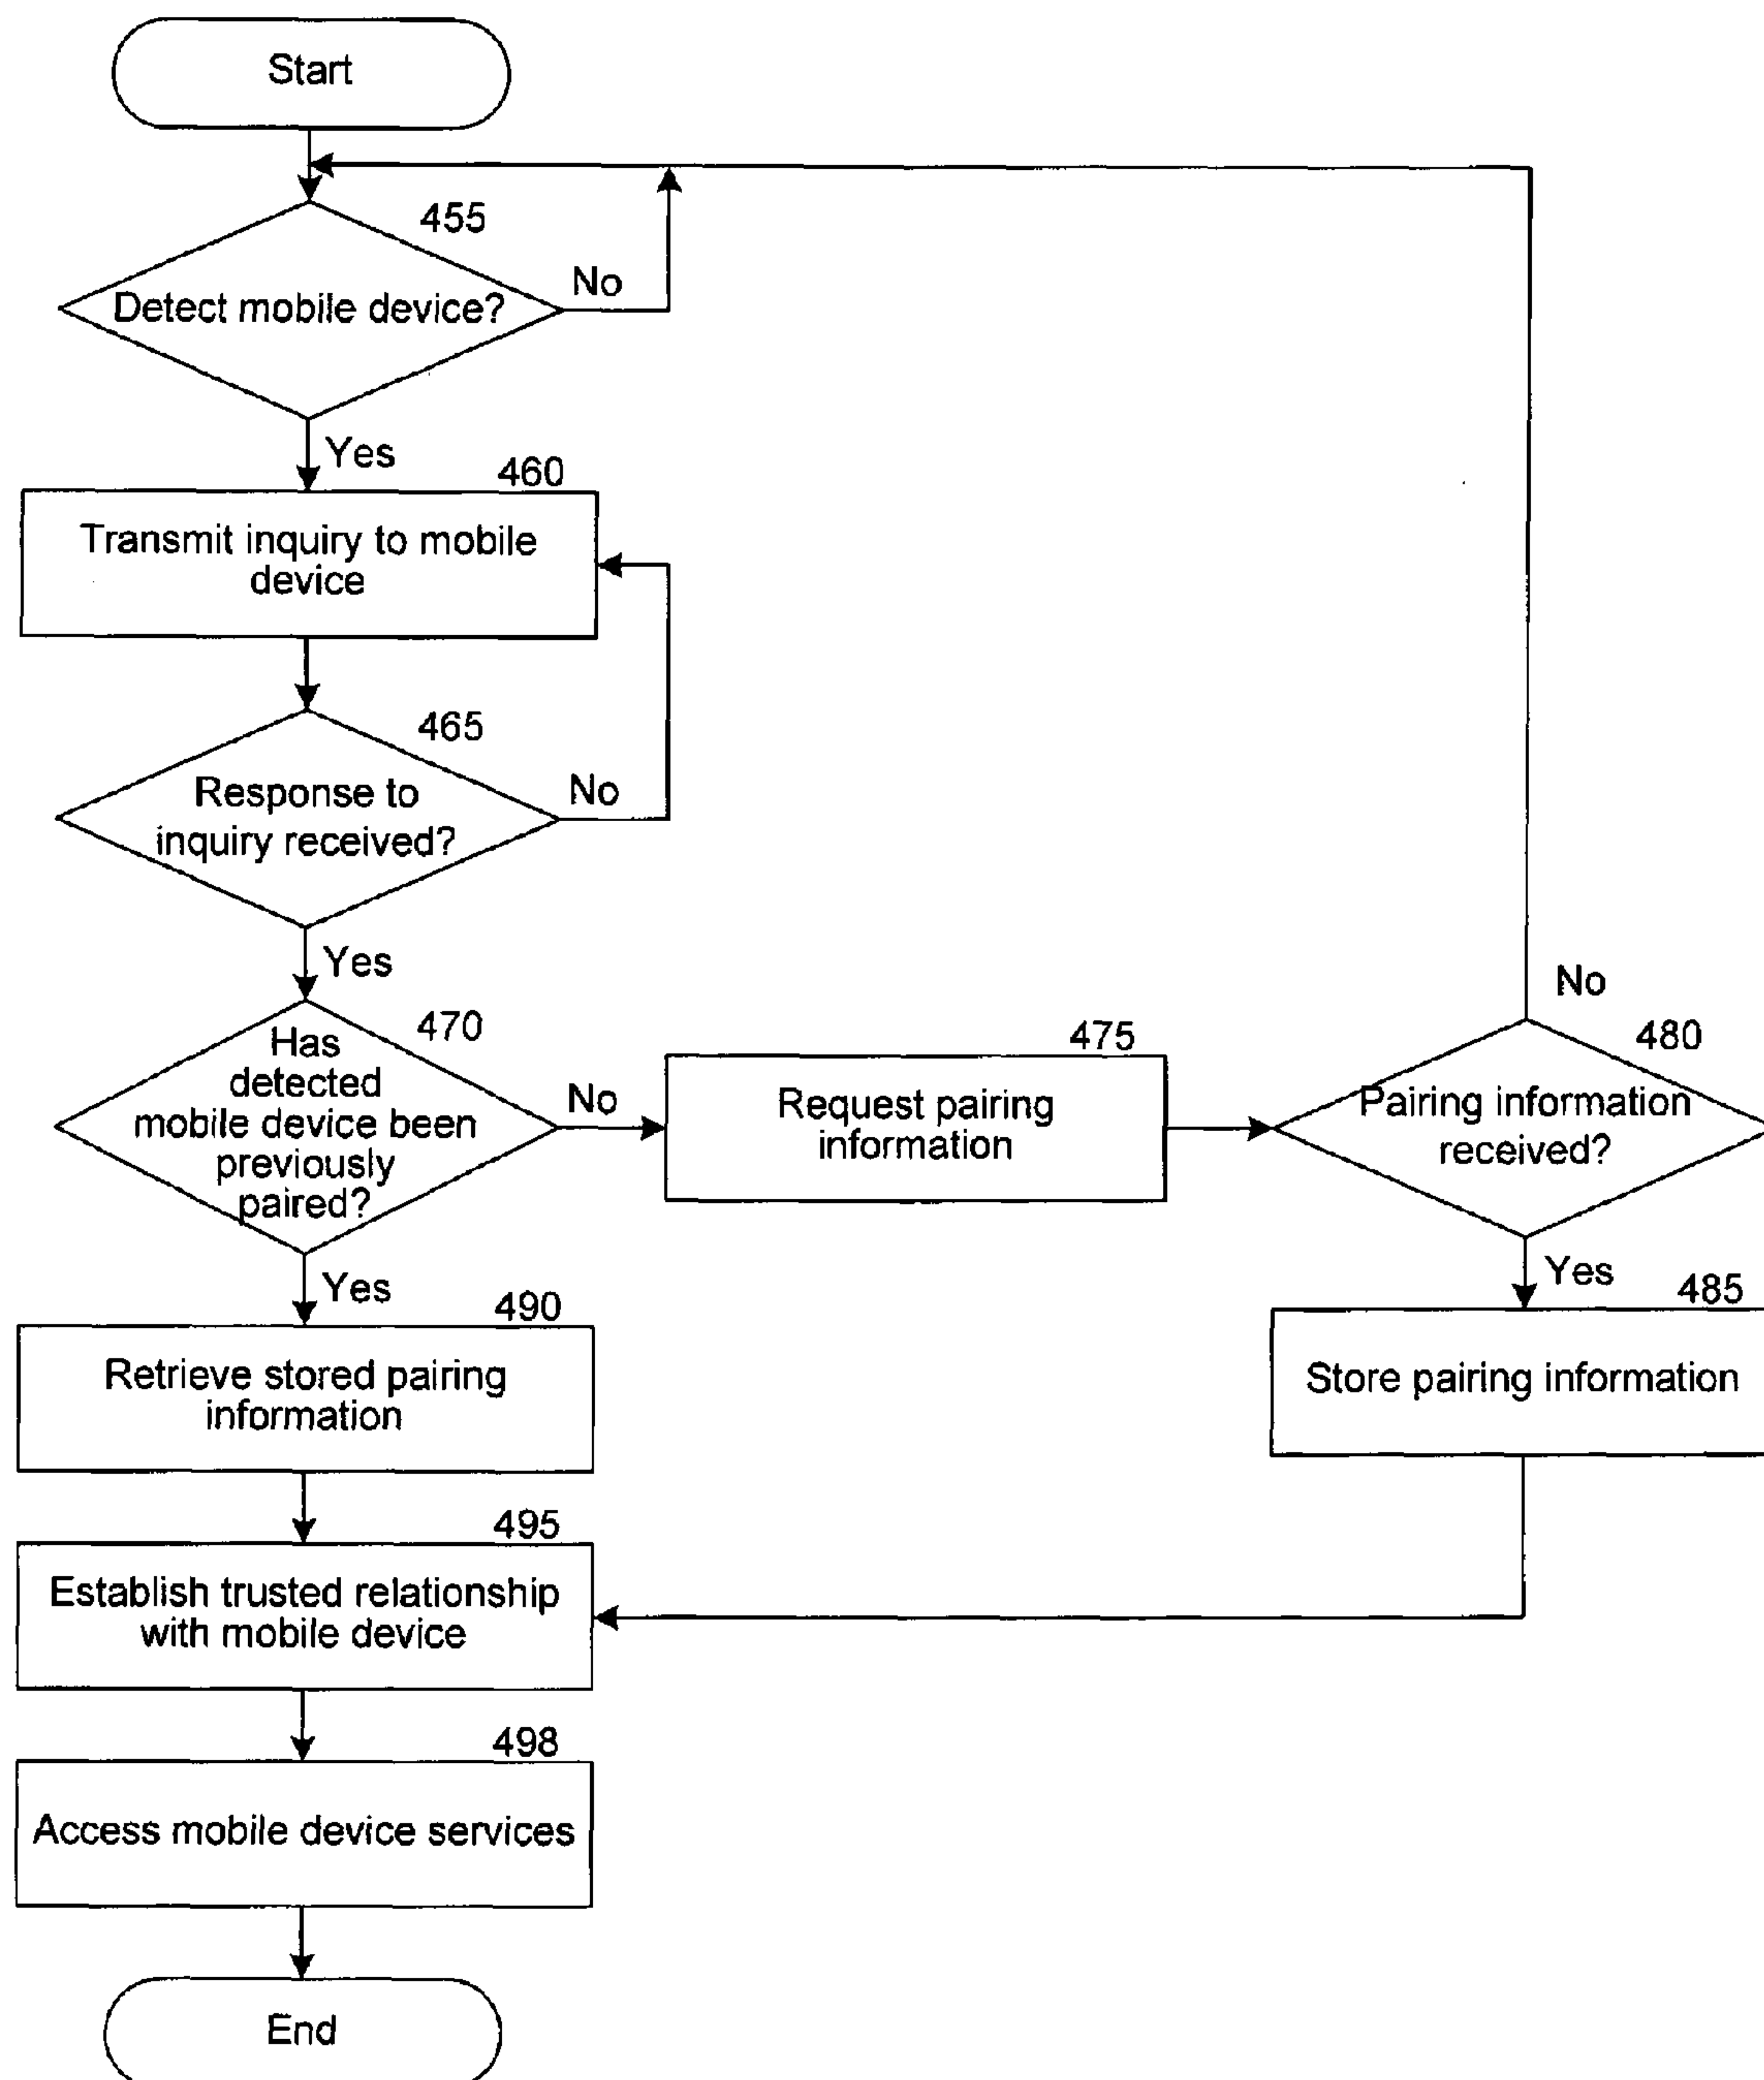 Start
455
Detect mobile device?
No
Yes
460
Transmit inquiry to mobile
device
465
Response to
inquiry received?
No
Yes
470
Has
detected
mobile device been
previously
paired?
No
475
Request pairing
information
No
480
Pairing information
received?
Yes
485
Store pairing information
Yes
490
Retrieve stored pairing
information
495
Establish trusted relationship
with mobile device
498
Access mobile device services
End